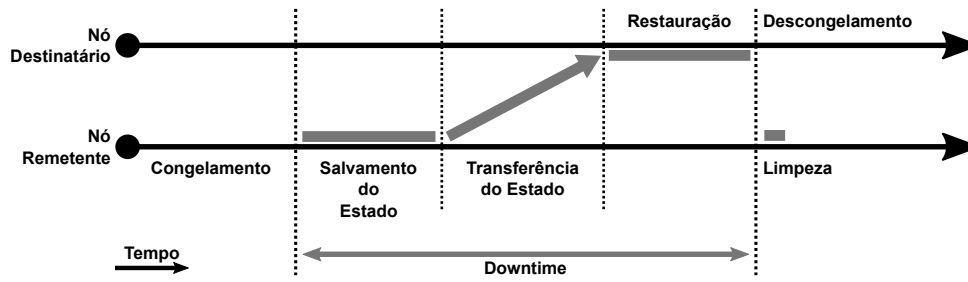 Restauração
Descongelamento
Nó
Destinatário
Nó
Remetente
Congelamento
Salvamento
do
Estado
Transferência
do Estado
Limpeza
Tempo
Downtime